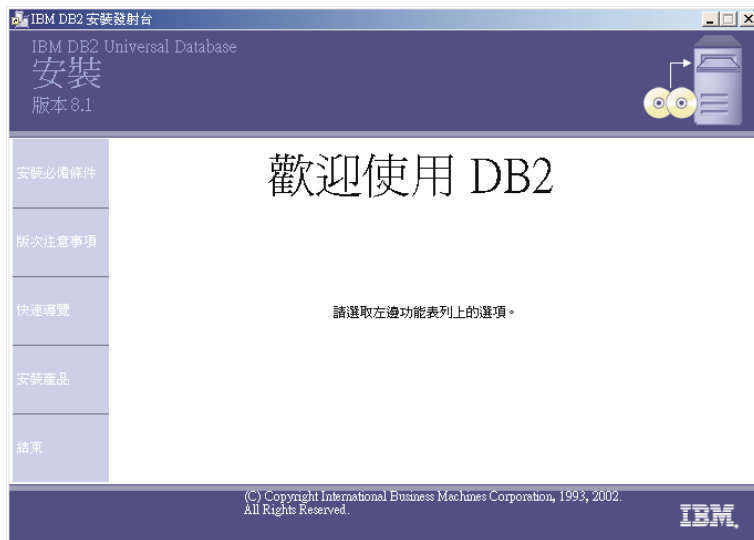 IBM DB2 安裝發射台
IBM DB2 Universal Database
安裝
版本 8.1
安裝必備條件
版次注意事項
快速導覽
安裝產品
結束
歡迎使用 DB2
請選取左邊功能表列上的選項。
(C) Copyright International Business Machines Corporation, 1993, 2002.
All Rights Reserved.
IBM.